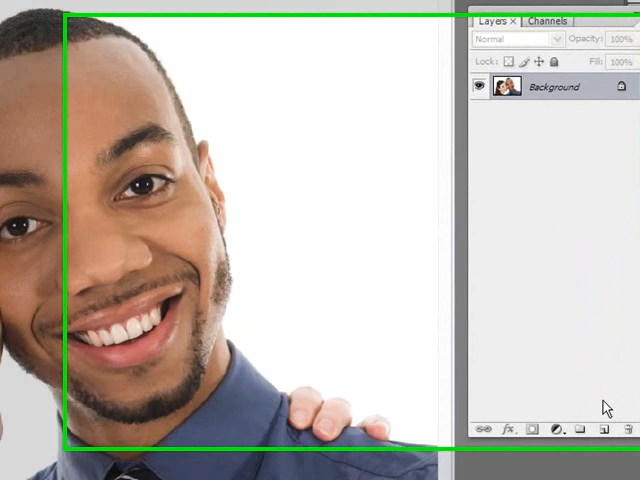 Layers × Channels
Normal Opacity: 100%
Lock: Fill: 100%
Background
fx